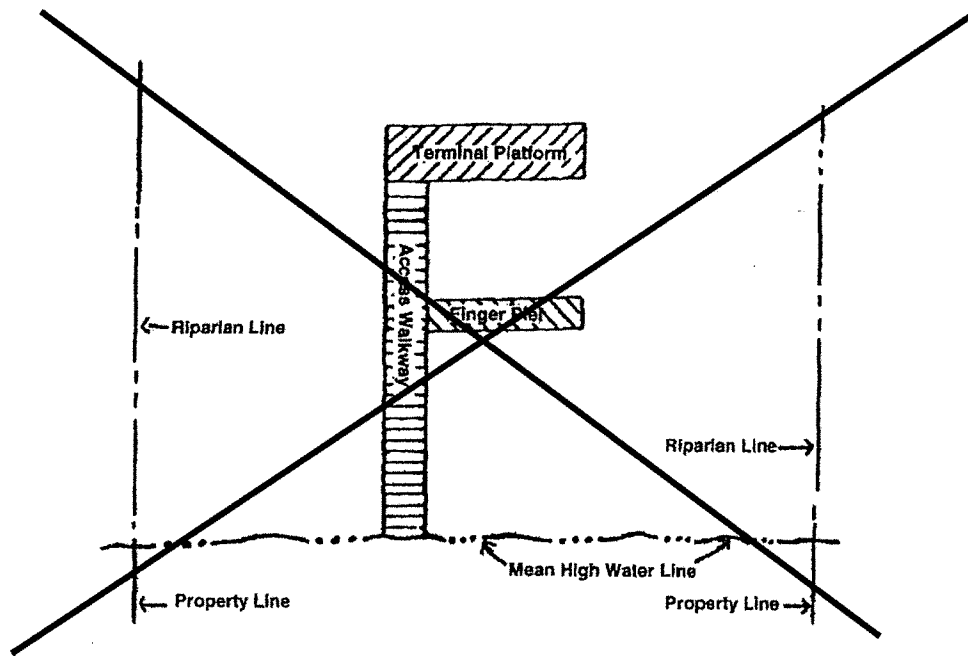 Terminal Platform
Access Walkway
Finger Pier
Riparian Line
Riparian Line
Mean High Water Line
Property Line
Property Line